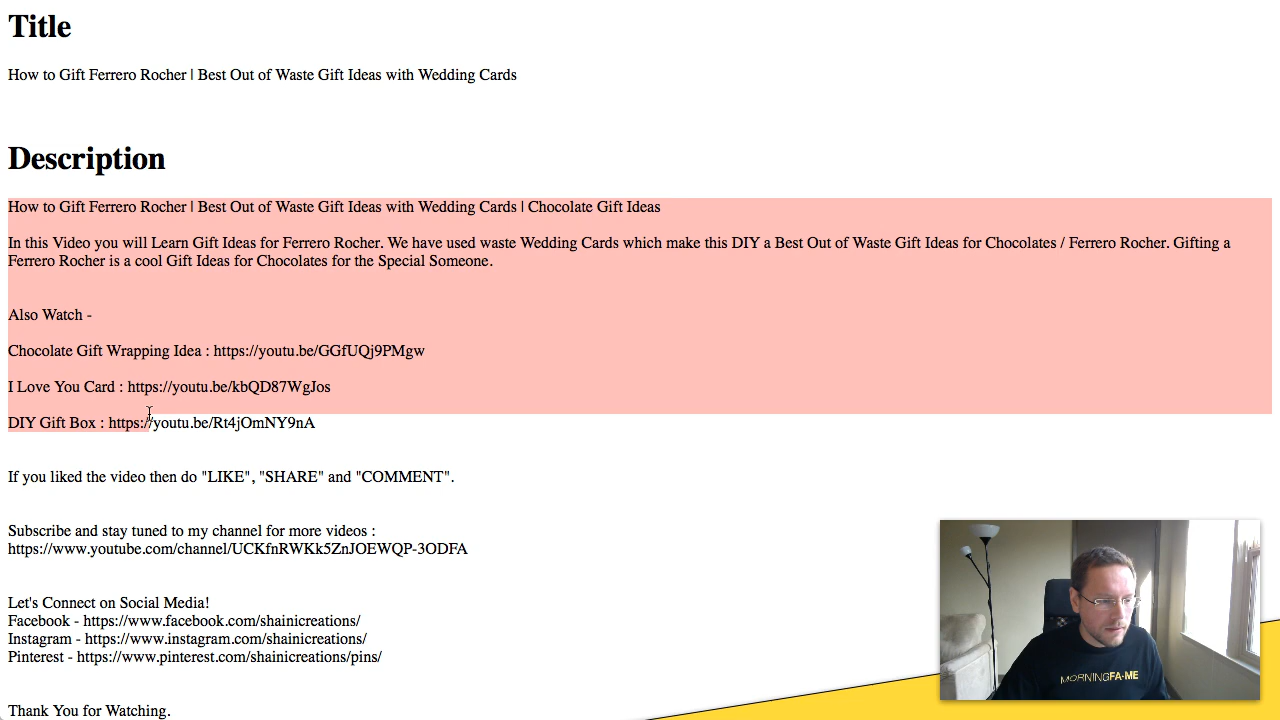 Title
How to Gift Ferrero Rocher | Best Out of Waste Gift Ideas with Wedding Cards
Description
How to Gift Ferrero Rocher | Best Out of Waste Gift Ideas with Wedding Cards | Chocolate Gift Ideas
In this Video you will Learn Gift Ideas for Ferrero Rocher. We have used waste Wedding Cards which make this DIY a Best Out of Waste Gift Ideas for Chocolates / Ferrero Rocher. Gifting a
Ferrero Rocher is a cool Gift Ideas for Chocolates for the Special Someone.
Also Watch -
Chocolate Gift Wrapping Idea : https://youtu.be/GGfUQj9PMgw
I Love You Card : https://youtu.be/kbQD87WgJos
DIY Gift Box : https://youtu.be/Rt4jOmNY9nA
If you liked the video then do "LIKE", "SHARE" and "COMMENT".
Subscribe and stay tuned to my channel for more videos :
https://www.youtube.com/channel/UCKfnRWKk5ZnJOEWQP-3ODFA
Let's Connect on Social Media!
Facebook - https://www.facebook.com/shainicreations/
Instagram - https://www.instagram.com/shainicreations/
Pinterest - https://www.pinterest.com/shainicreations/pins/
MORNINGFA-ME
Thank You for Watching.